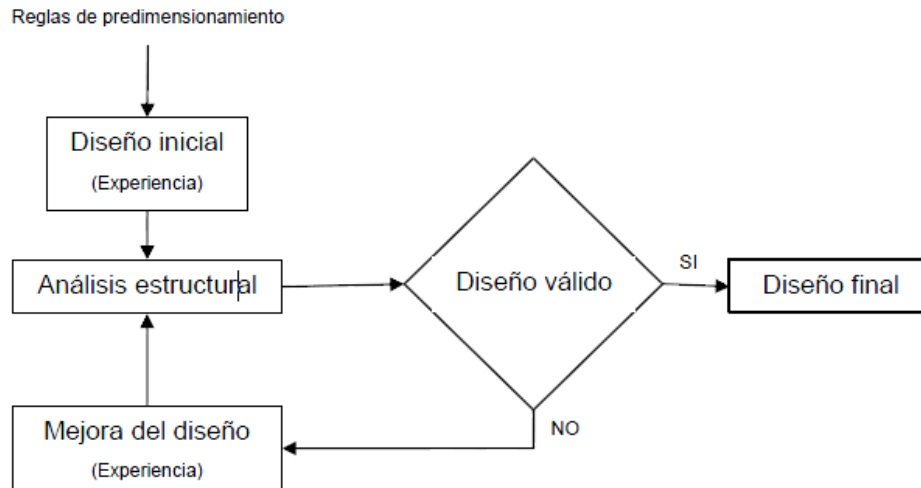 Reglas de predimensionamiento
Diseño inicial
(Experiencia)
Análisis estructural
Diseño válido
SI
Diseño final
NO
Mejora del diseño
(Experiencia)